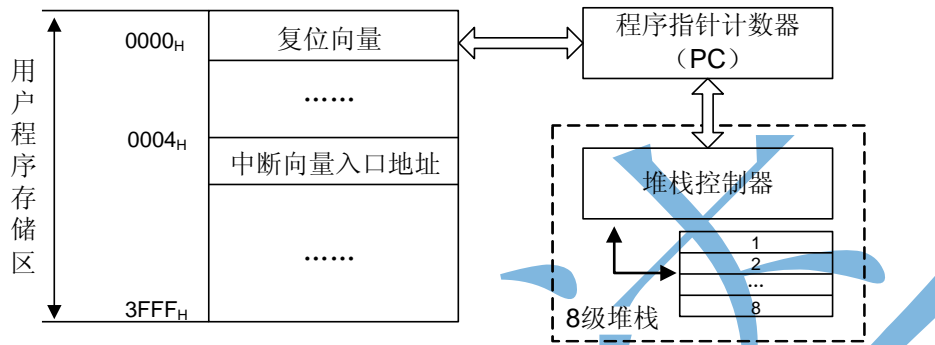 用户程序存储区
0000H
复位向量
……
0004H
中断向量入口地址
……
3FFFH
程序指针计数器
（PC）
堆栈控制器
1
2
...
8
8级堆栈